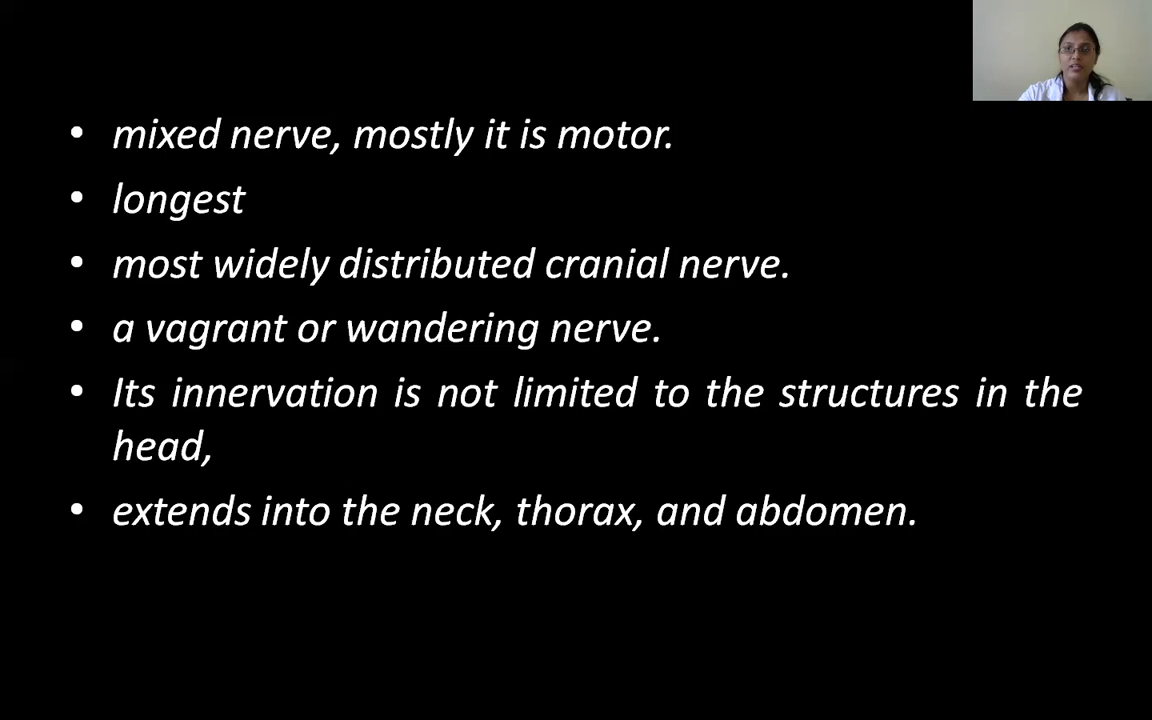 • mixed nerve, mostly it is motor.
• longest
• most widely distributed cranial nerve.
• a vagrant or wandering nerve.
• Its innervation is not limited to the structures in the
head,
• extends into the neck, thorax, and abdomen.